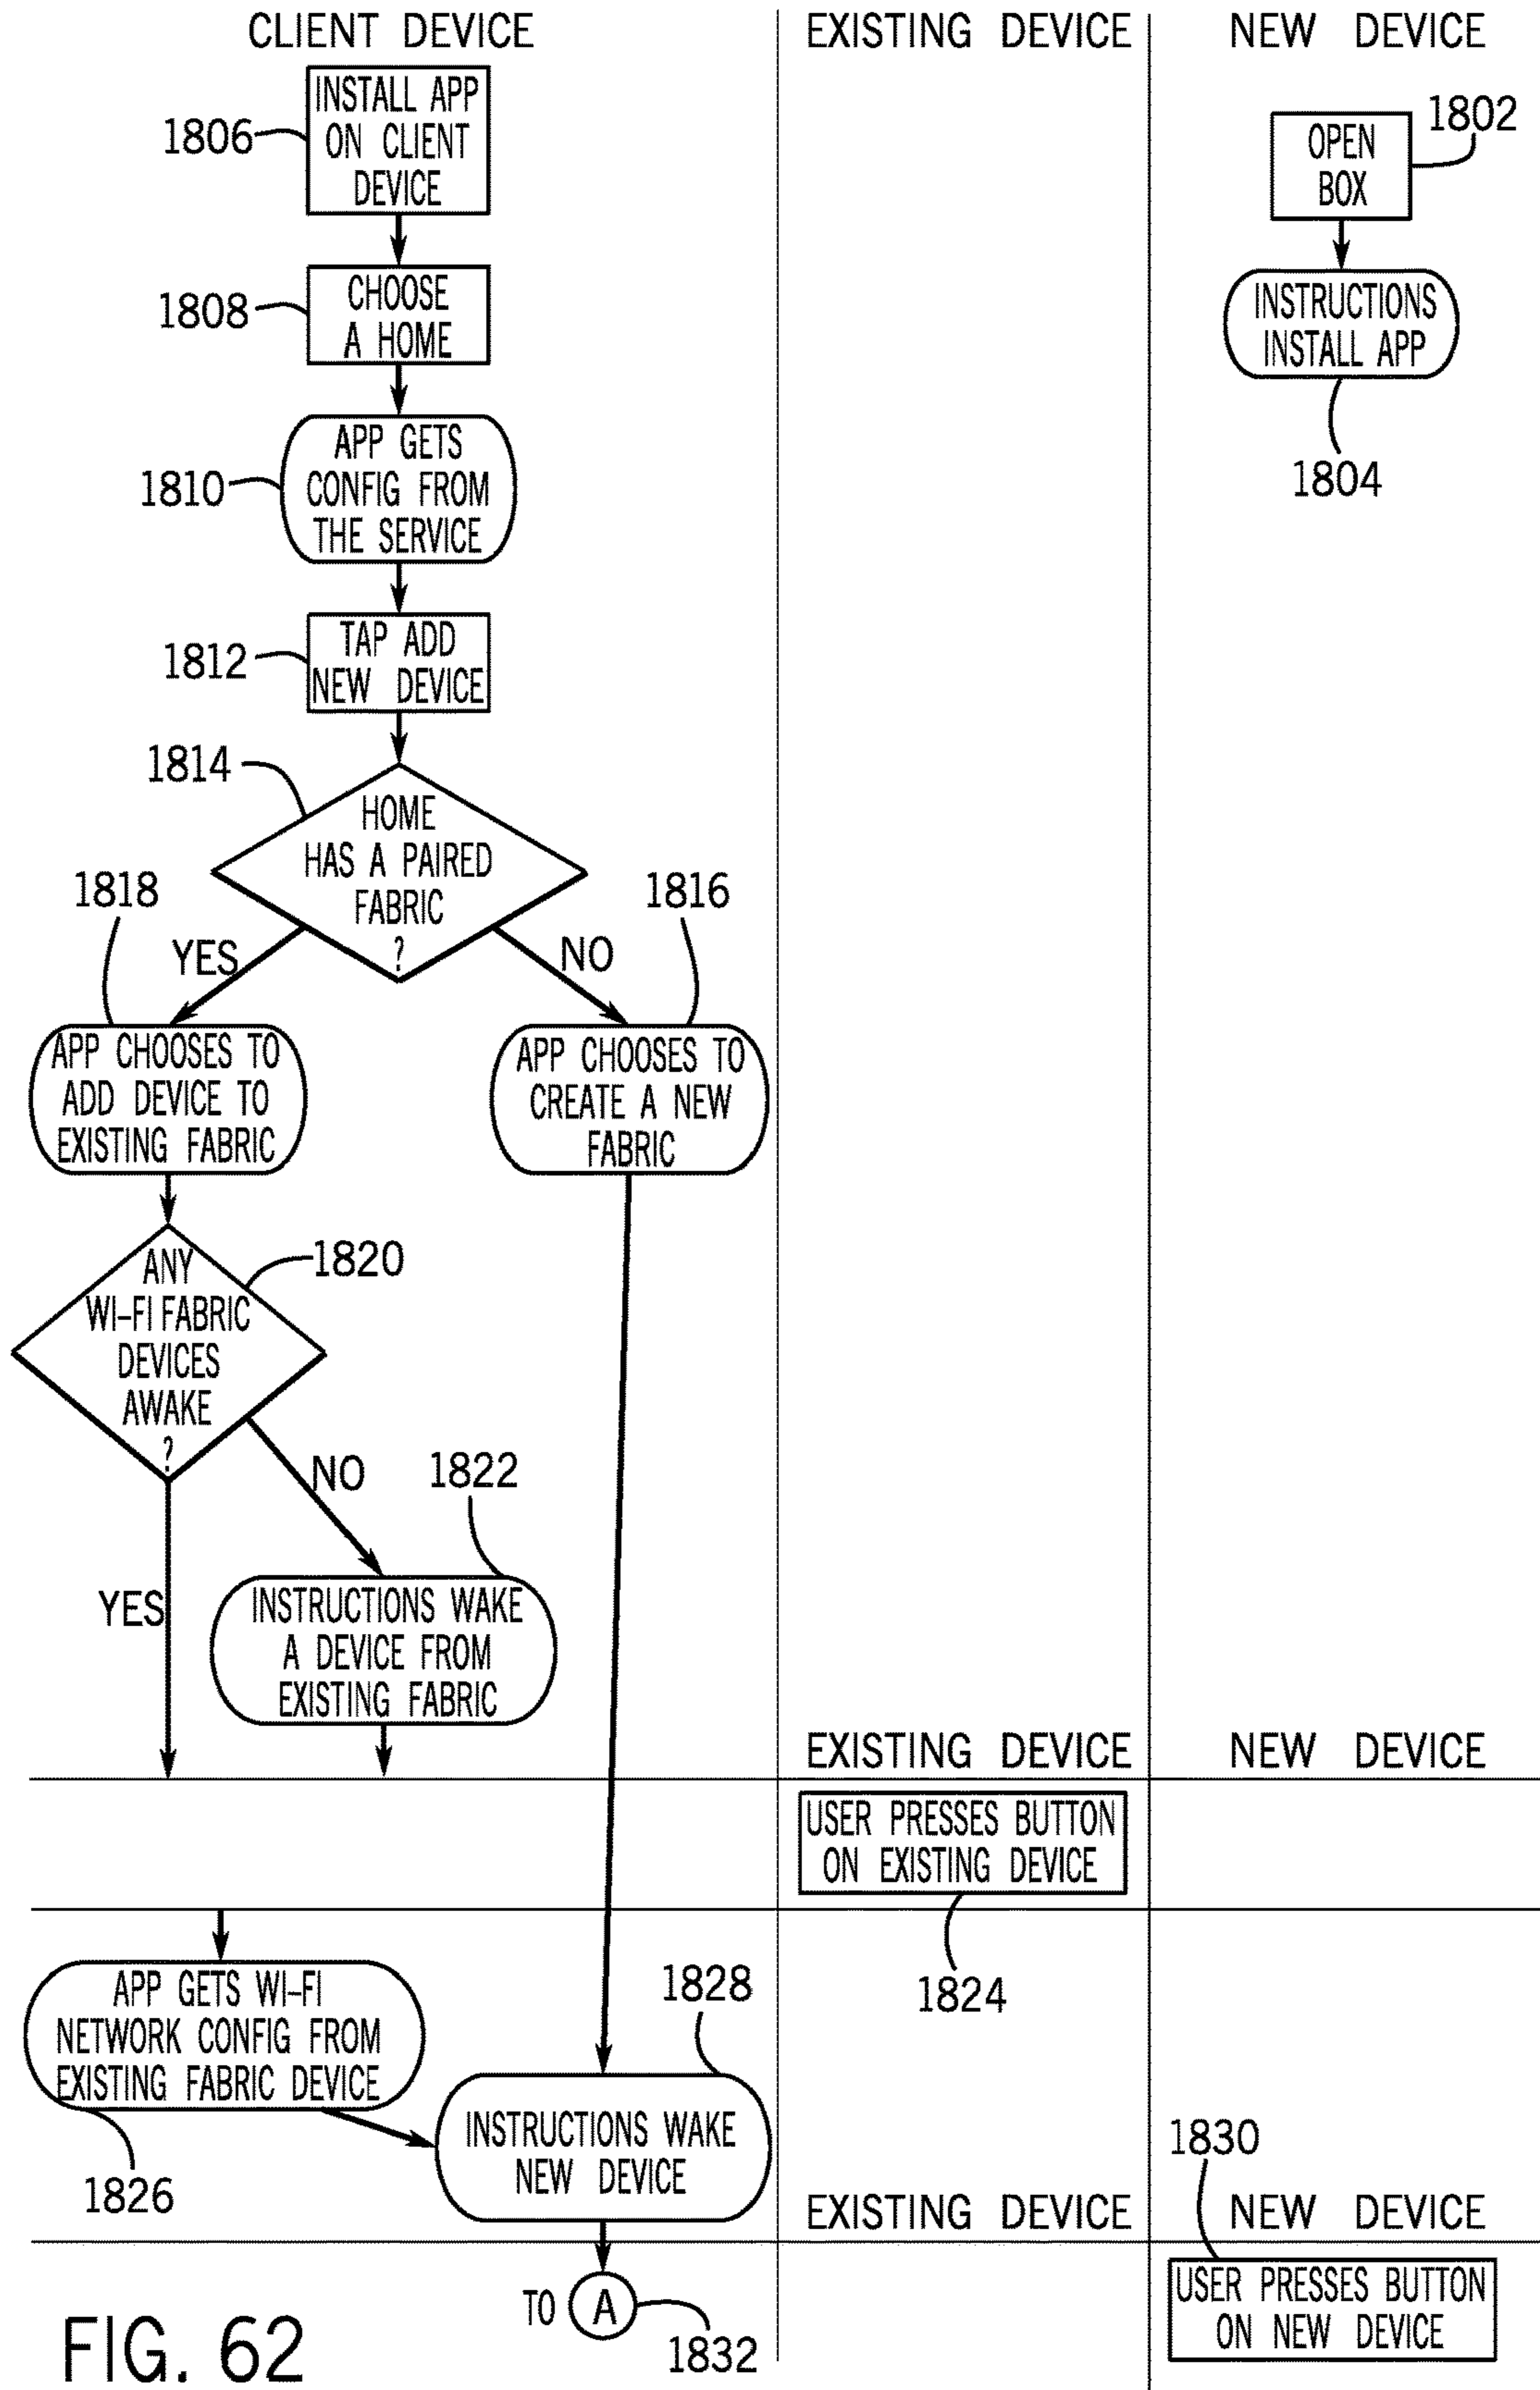 CLIENT DEVICE
EXISTING DEVICE
NEW DEVICE
INSTALL APP
ON CLIENT
DEVICE
1806
OPEN
BOX
1802
CHOOSE
A HOME
1808
INSTRUCTIONS
INSTALL APP
1804
APP GETS
CONFIG FROM
THE SERVICE
1810
TAP ADD
NEW DEVICE
1812
1814
HOME
HAS A PAIRED
FABRIC
?
1818
YES
1816
NO
APP CHOOSES TO
ADD DEVICE TO
EXISTING FABRIC
APP CHOOSES TO
CREATE A NEW
FABRIC
ANY
WI-FI FABRIC
DEVICES
AWAKE
?
1820
NO
1822
YES
INSTRUCTIONS WAKE
A DEVICE FROM
EXISTING FABRIC
EXISTING DEVICE
NEW DEVICE
USER PRESSES BUTTON
ON EXISTING DEVICE
1824
APP GETS WI-FI
NETWORK CONFIG FROM
EXISTING FABRIC DEVICE
1826
1828
INSTRUCTIONS WAKE
NEW DEVICE
1830
EXISTING DEVICE
NEW DEVICE
USER PRESSES BUTTON
ON NEW DEVICE
TO A
1832
FIG. 62